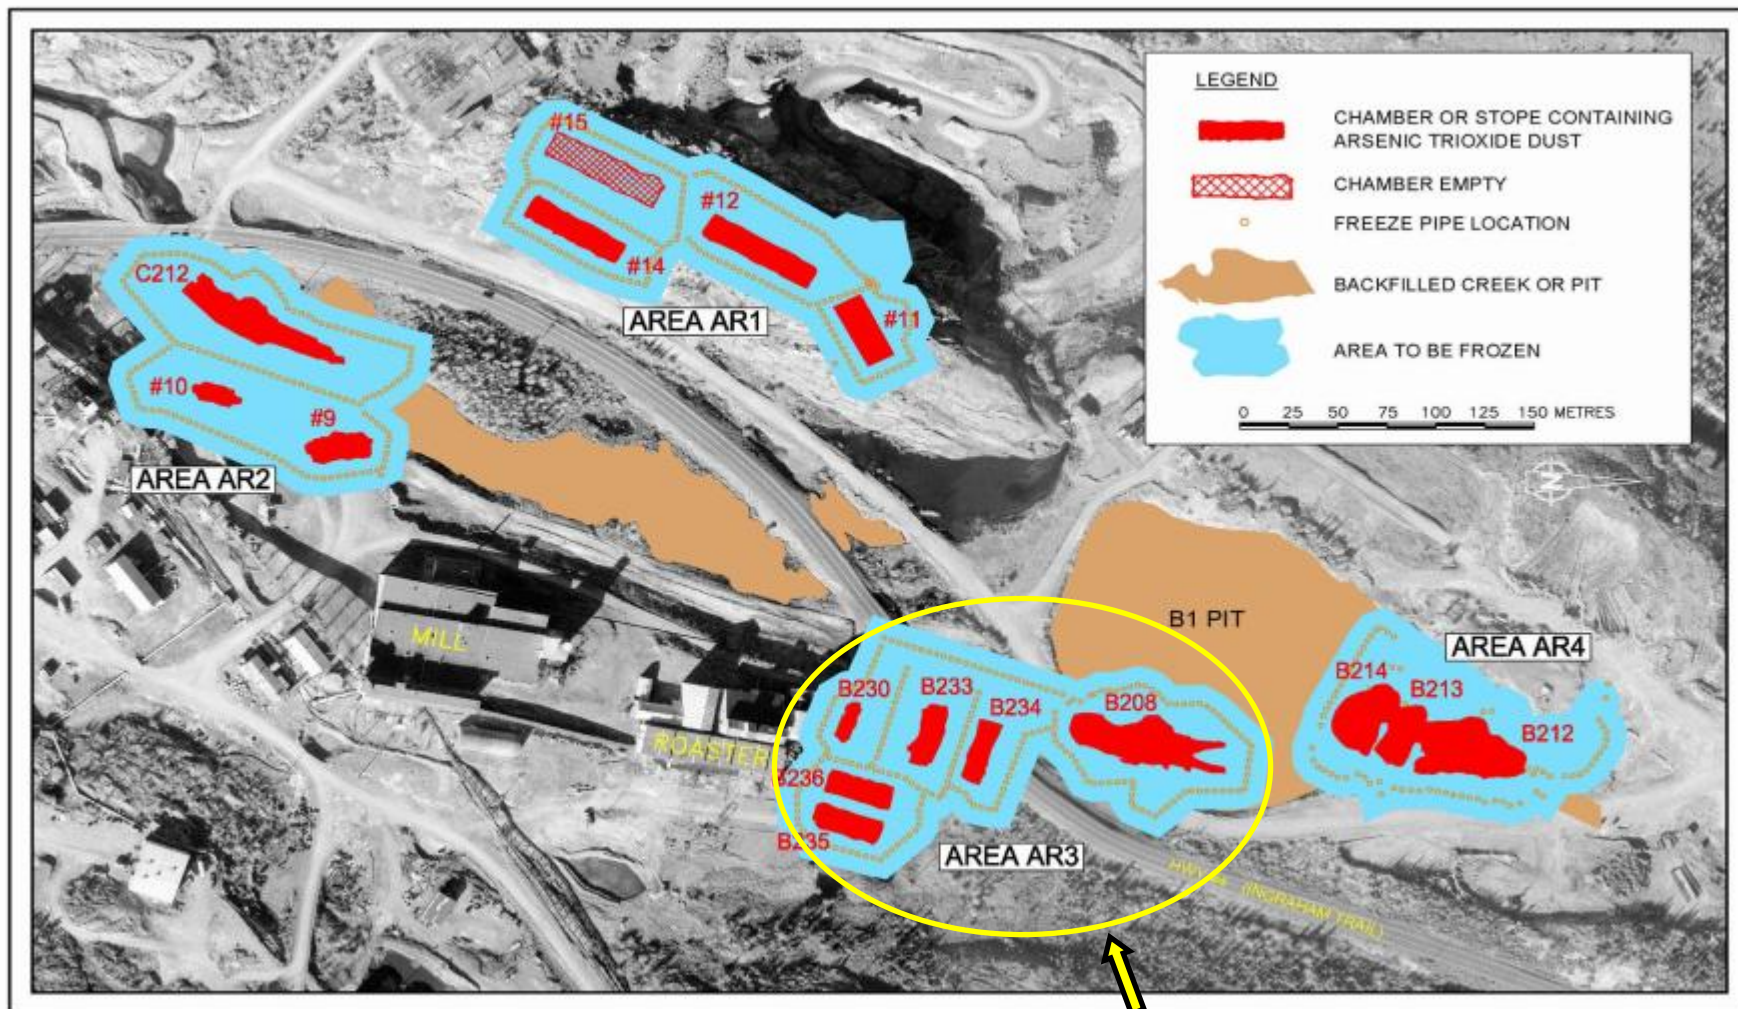 LEGEND
CHAMBER OR STOPE CONTAINING
ARSENIC TRIOXIDE DUST
CHAMBER EMPTY
FREEZE PIPE LOCATION
BACKFILLED CREEK OR PIT
AREA TO BE FROZEN
0 25 50 75 100 125 150 METRES
#15
#12
#14
#11
AREA AR1
C212
#10
#9
AREA AR2
N
MILL
ROASTER
B1 PIT
AREA AR4
B214
B213
B212
B230
B233
B234
B208
B236
B235
AREA AR3
(INGRAHAM TRAIL)